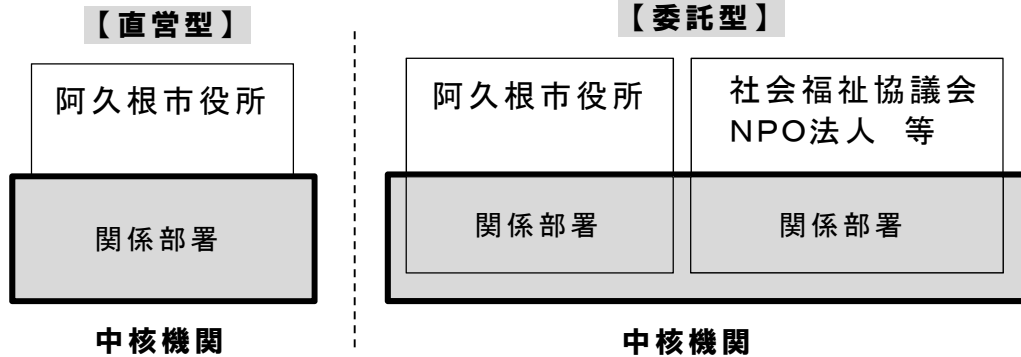 【直営型】
阿久根市役所
関係部署
中核機関
【委託型】
阿久根市役所
社会福祉協議会
NPO法人 等
関係部署
関係部署
中核機関